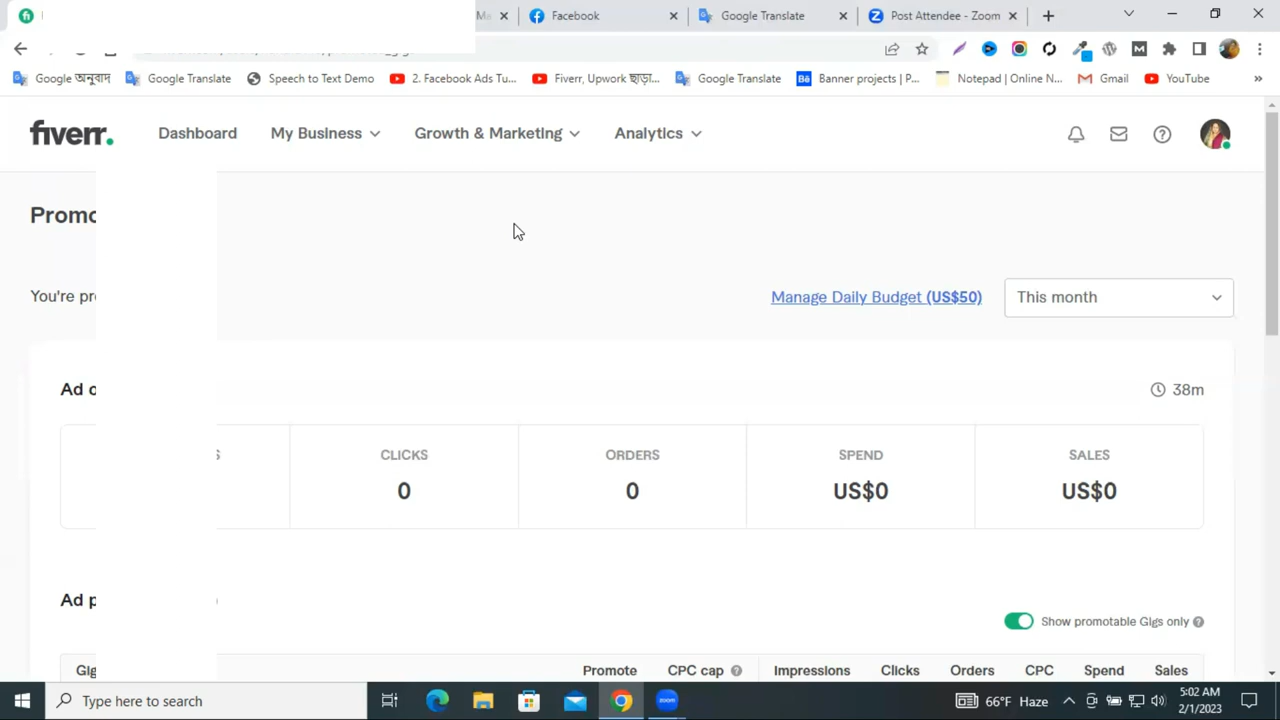 Facebook
Google Translate
Post Attendee - Zoom
Google অনুবাদ
Google Translate
Speech to Text Demo
2. Facebook Ads Tu...
Fiverr, Upwork ছাড়া...
Google Translate
Banner projects | P...
Notepad | Online N...
Gmail
YouTube
fiverr.
Dashboard
My Business
Growth & Marketing
Analytics
Promo
You're pr
Manage Daily Budget (US$50)
This month
Ad o
38m
CLICKS
ORDERS
SPEND
SALES
0
0
US$0
US$0
Ad p
Show promotable Gigs only
Gig
Promote
CPC cap
Impressions
Clicks
Orders
CPC
Spend
Sales
Type here to search
zoom
66°F Haze
5:02 AM
2/1/2023